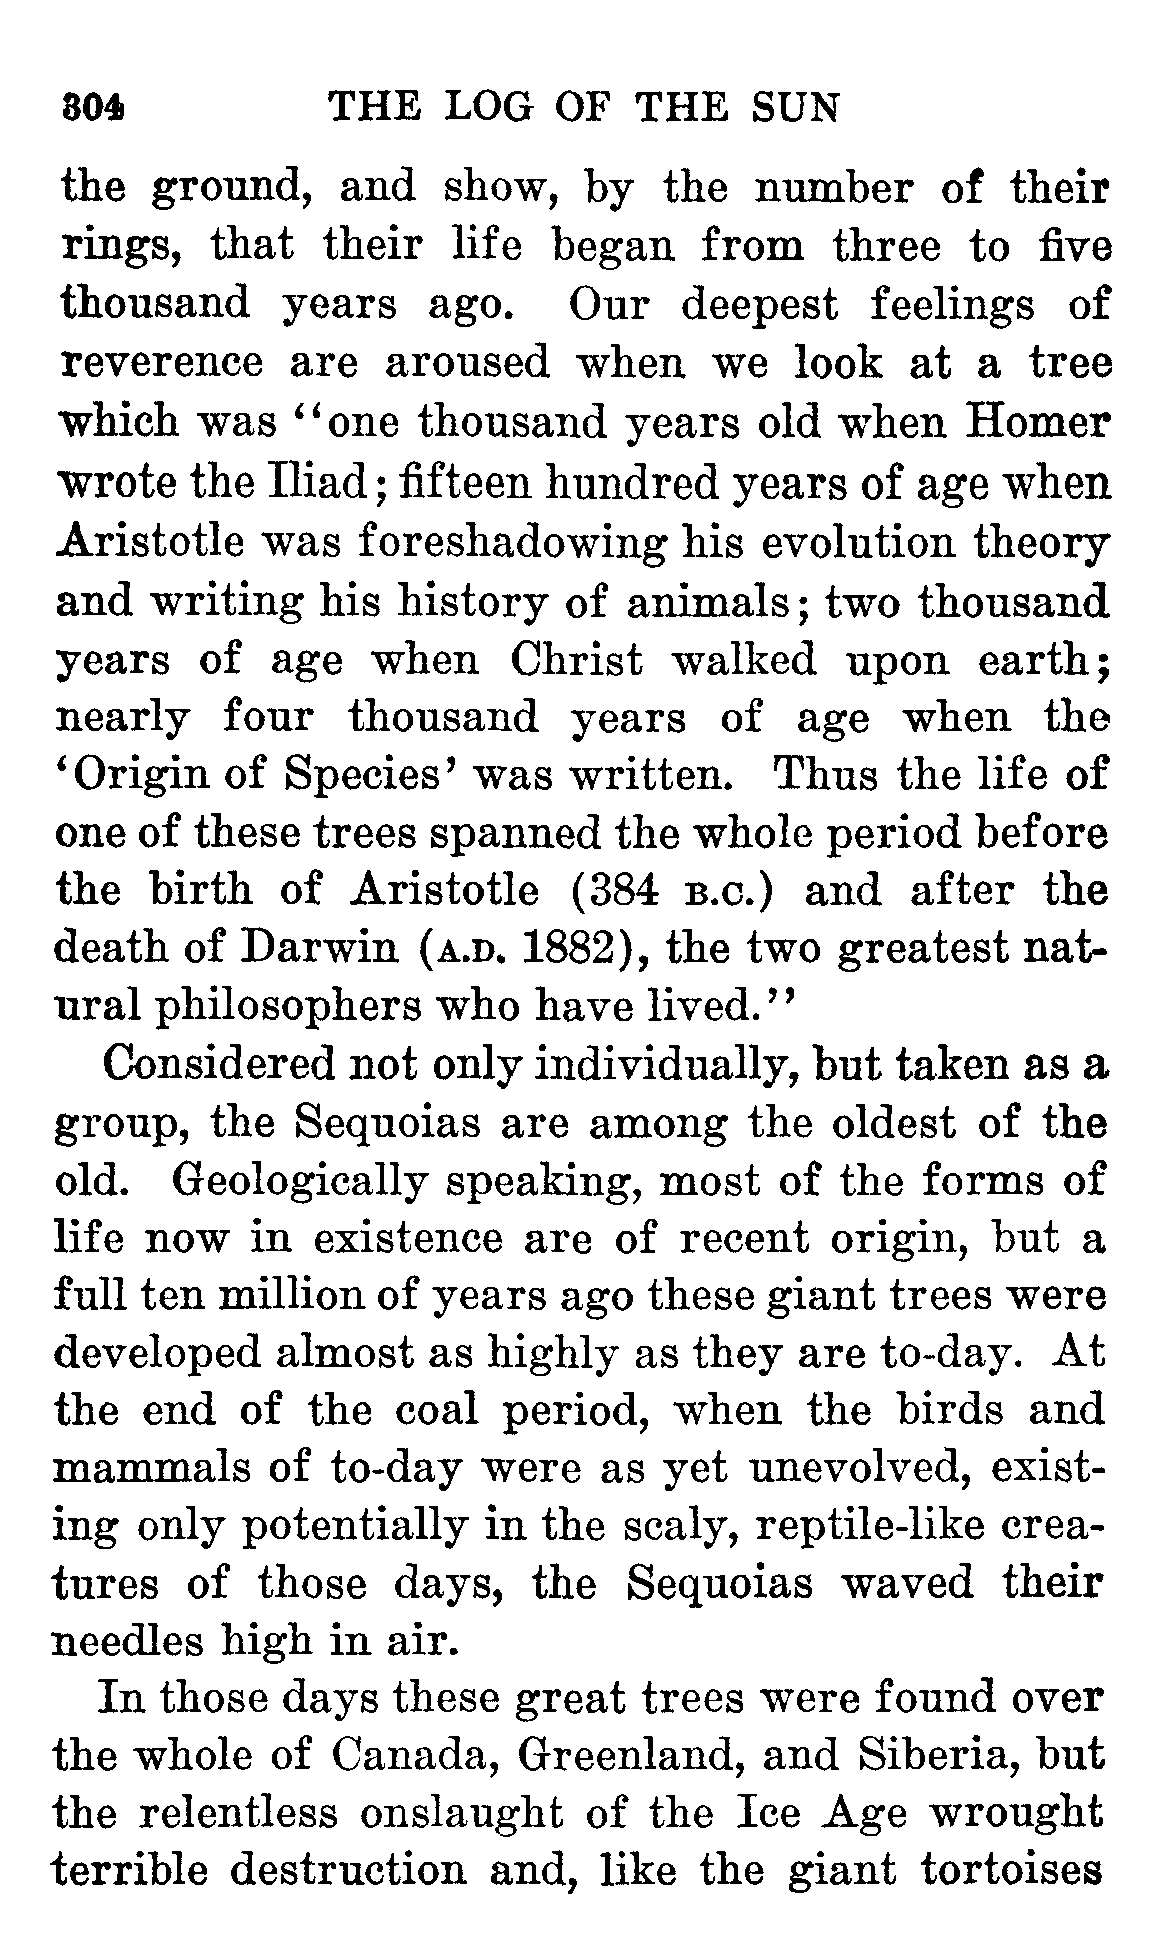 304 THE LOG OF THE SUN
the ground, and show, by the number of their
rings, that their life began from three to five
thousand years ago. Our deepest feelings of
reverence are aroused when we look at a tree
which was "one thousand years old when Homer
wrote the Iliad; fifteen hundred years of age when
Aristotle was foreshadowing his evolution theory
and writing his history of animals; two thousand
years of age when Christ walked upon earth;
nearly four thousand years of age when the
'Origin of Species' was written. Thus the life of
one of these trees spanned the whole period before
the birth of Aristotle (384 B.C.) and after the
death of Darwin (A.D. 1882), the two greatest nat-
ural philosophers who have lived."
Considered not only individually, but taken as a
group, the Sequoias are among the oldest of the
old. Geologically speaking, most of the forms of
life now in existence are of recent origin, but a
full ten million of years ago these giant trees were
developed almost as highly as they are to-day. At
the end of the coal period, when the birds and
mammals of to-day were as yet unevolved, exist-
ing only potentially in the scaly, reptile-like crea-
tures of those days, the Sequoias waved their
needles high in air.
In those days these great trees were found over
the whole of Canada, Greenland, and Siberia, but
the relentless onslaught of the Ice Age wrought
terrible destruction and, like the giant tortoises